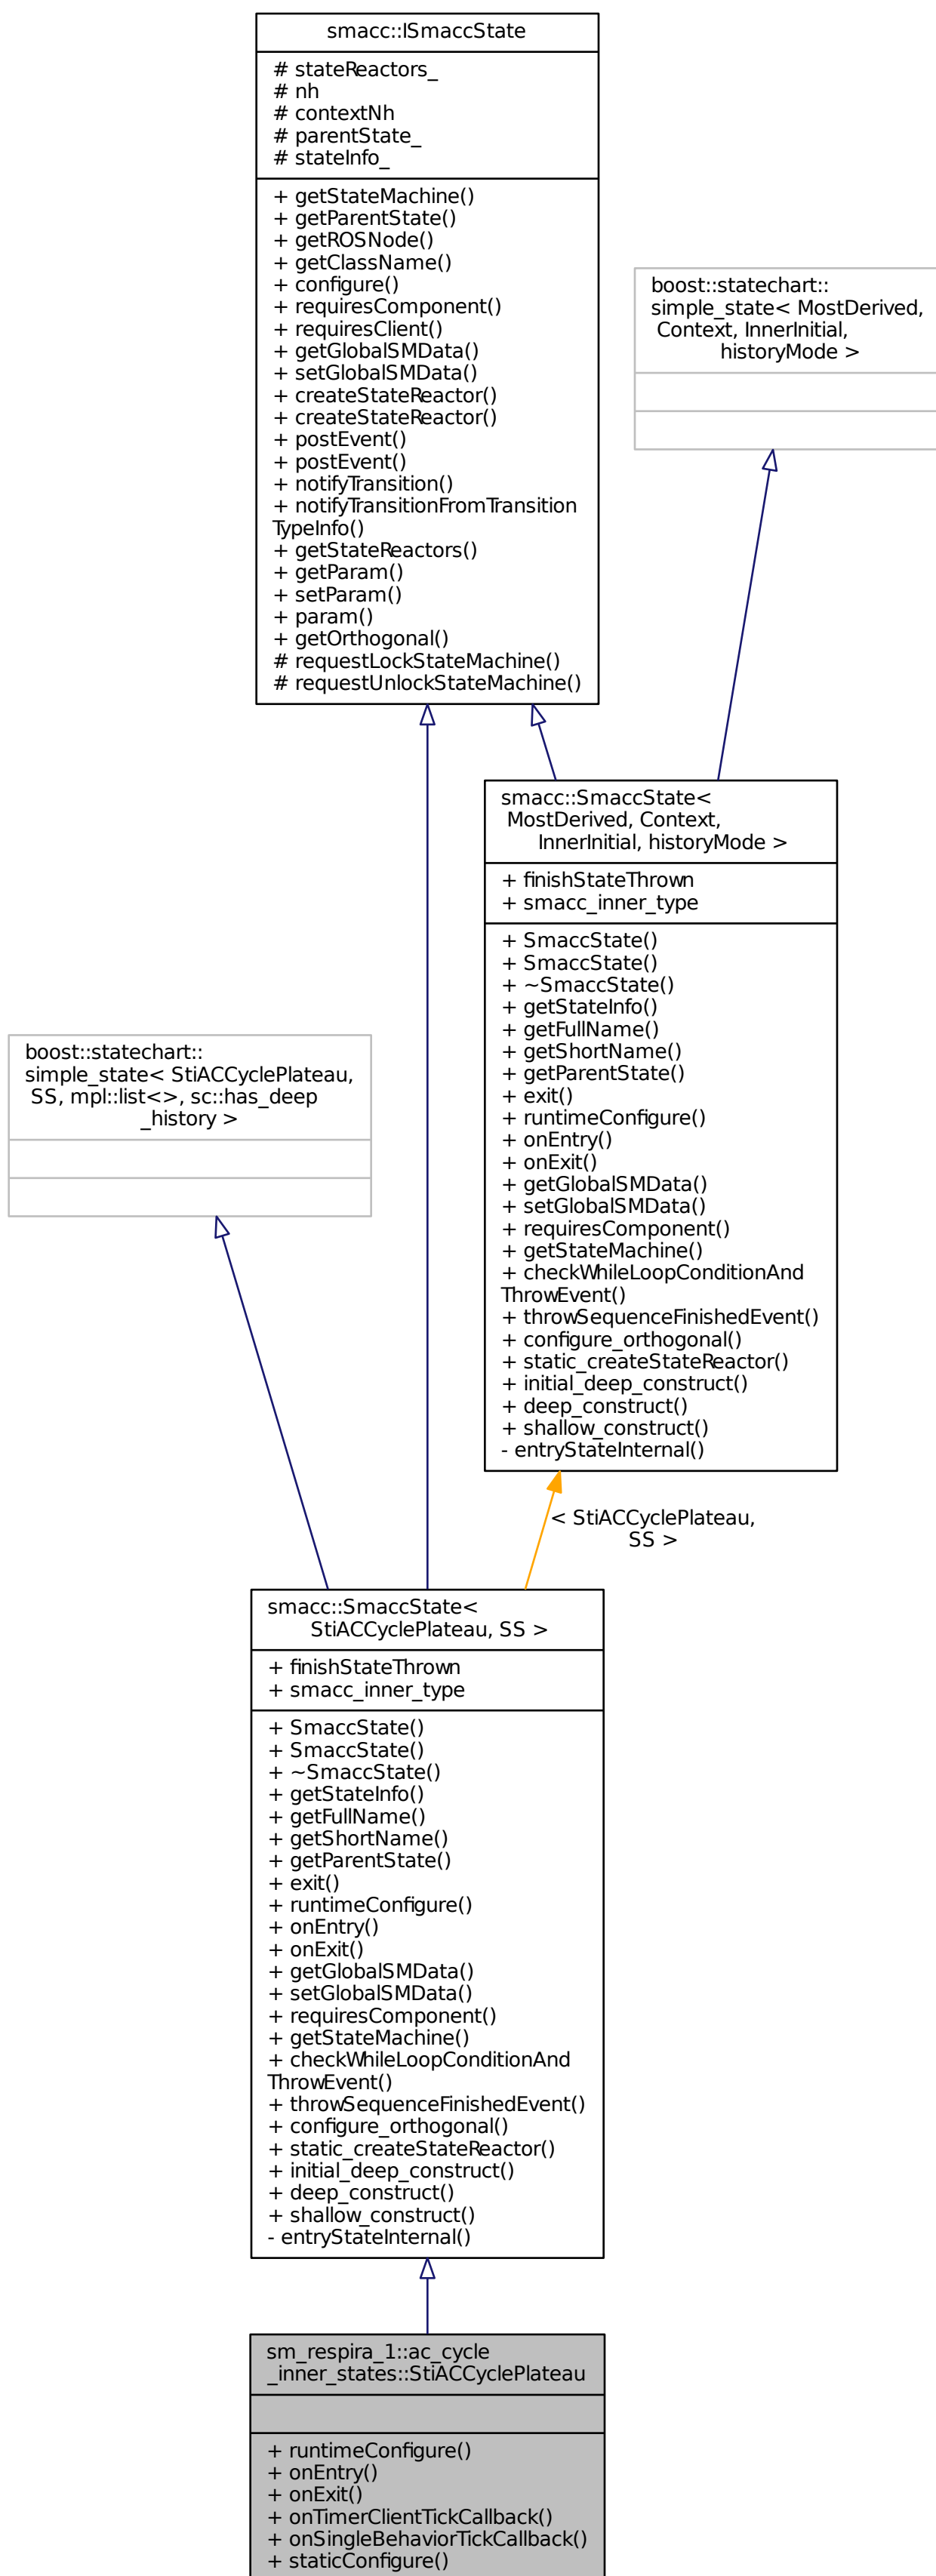 smacc::ISmaccState
# stateReactors_
# nh
# contextNh
# parentState_
# stateInfo_
+ getStateMachine()
+ getParentState()
+ getROSNode()
+ getClassName()
+ configure()
+ requiresComponent()
+ requiresClient()
+ getGlobalSMData()
+ setGlobalSMData()
+ createStateReactor()
+ createStateReactor()
+ postEvent()
+ postEvent()
+ notifyTransition()
+ notifyTransitionFromTransition
TypeInfo()
+ getStateReactors()
+ getParam()
+ setParam()
+ param()
+ getOrthogonal()
# requestLockStateMachine()
# requestUnlockStateMachine()
boost::statechart::
simple_state< MostDerived,
Context, InnerInitial,
historyMode >
smacc::SmaccState<
MostDerived, Context,
InnerInitial, historyMode >
+ finishStateThrown
+ smacc_inner_type
+ SmaccState()
+ SmaccState()
+ ~SmaccState()
+ getStateInfo()
+ getFullName()
+ getShortName()
+ getParentState()
+ exit()
+ runtimeConfigure()
+ onEntry()
+ onExit()
+ getGlobalSMData()
+ setGlobalSMData()
+ requiresComponent()
+ getStateMachine()
+ checkWhileLoopConditionAnd
ThrowEvent()
+ throwSequenceFinishedEvent()
+ configure_orthogonal()
+ static_createStateReactor()
+ initial_deep_construct()
+ deep_construct()
+ shallow_construct()
- entryStateInternal()
boost::statechart::
simple_state< StiACCyclePlateau,
SS, mpl::list<>, sc::has_deep
_history >
< StiACCyclePlateau,
SS >
smacc::SmaccState<
StiACCyclePlateau, SS >
+ finishStateThrown
+ smacc_inner_type
+ SmaccState()
+ SmaccState()
+ ~SmaccState()
+ getStateInfo()
+ getFullName()
+ getShortName()
+ getParentState()
+ exit()
+ runtimeConfigure()
+ onEntry()
+ onExit()
+ getGlobalSMData()
+ setGlobalSMData()
+ requiresComponent()
+ getStateMachine()
+ checkWhileLoopConditionAnd
ThrowEvent()
+ throwSequenceFinishedEvent()
+ configure_orthogonal()
+ static_createStateReactor()
+ initial_deep_construct()
+ deep_construct()
+ shallow_construct()
- entryStateInternal()
sm_respira_1::ac_cycle
_inner_states::StiACCyclePlateau
+ runtimeConfigure()
+ onEntry()
+ onExit()
+ onTimerClientTickCallback()
+ onSingleBehaviorTickCallback()
+ staticConfigure()